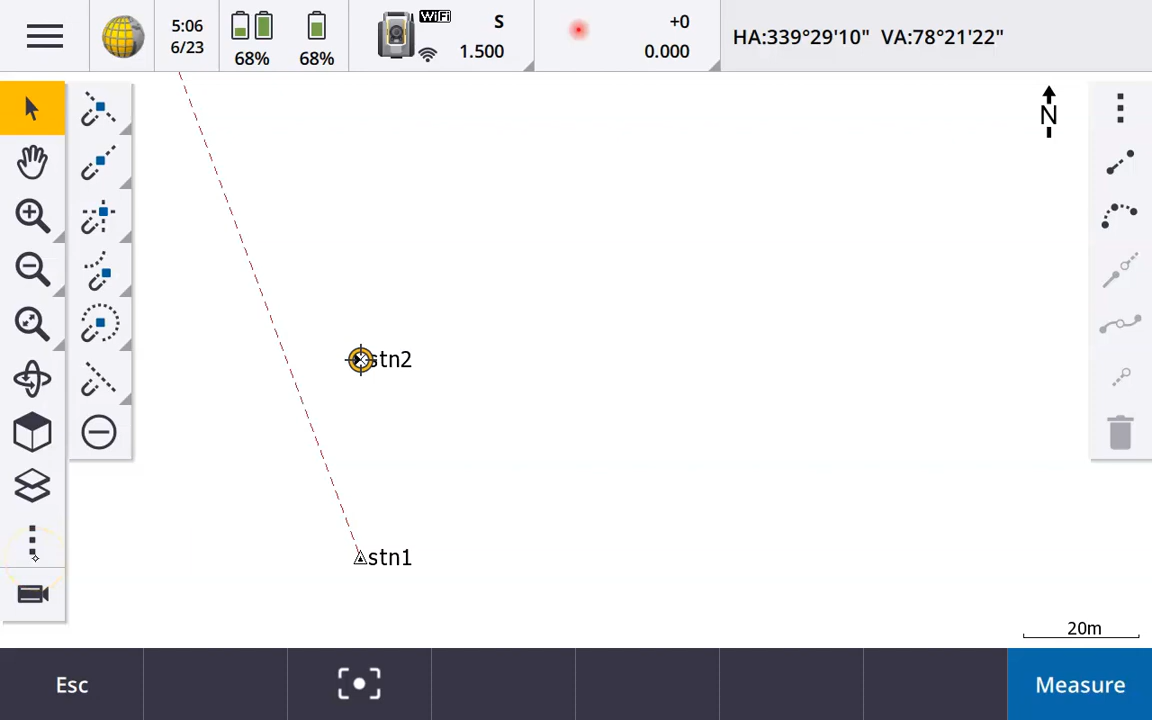 5:06
6/23
68%
68%
WiFi
S
1.500
+0
0.000
HA:339°29'10" VA:78°21'22"
N
stn2
stn1
20m
Esc
Measure